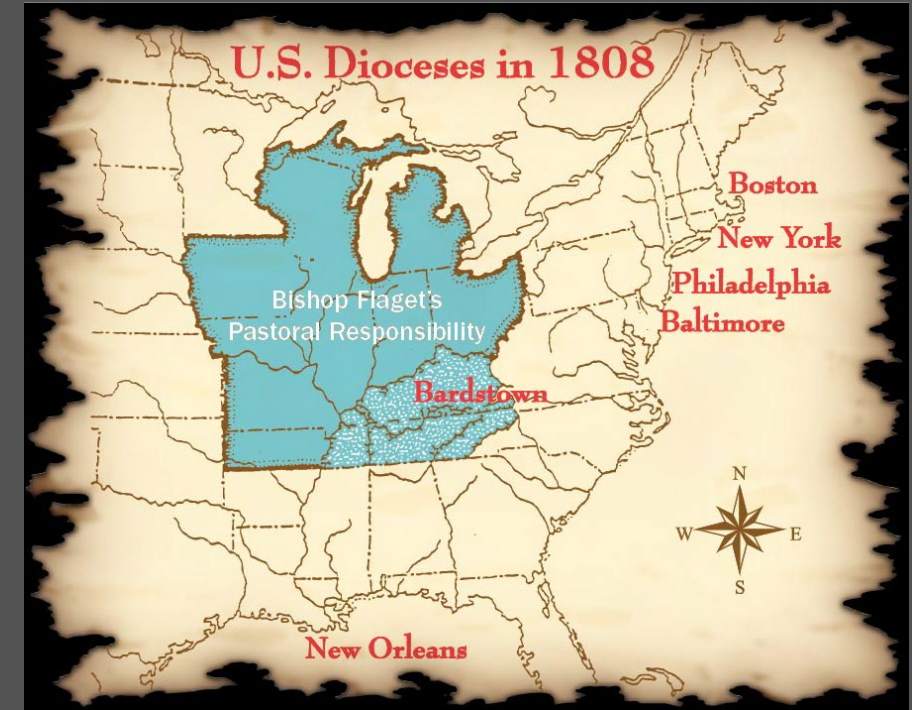 U.S. Dioceses in 1808
Boston
New York
Philadelphia
Baltimore
Bishop Flaget's
Pastoral Responsibility
Bardstown
N
W
E
S
New Orleans